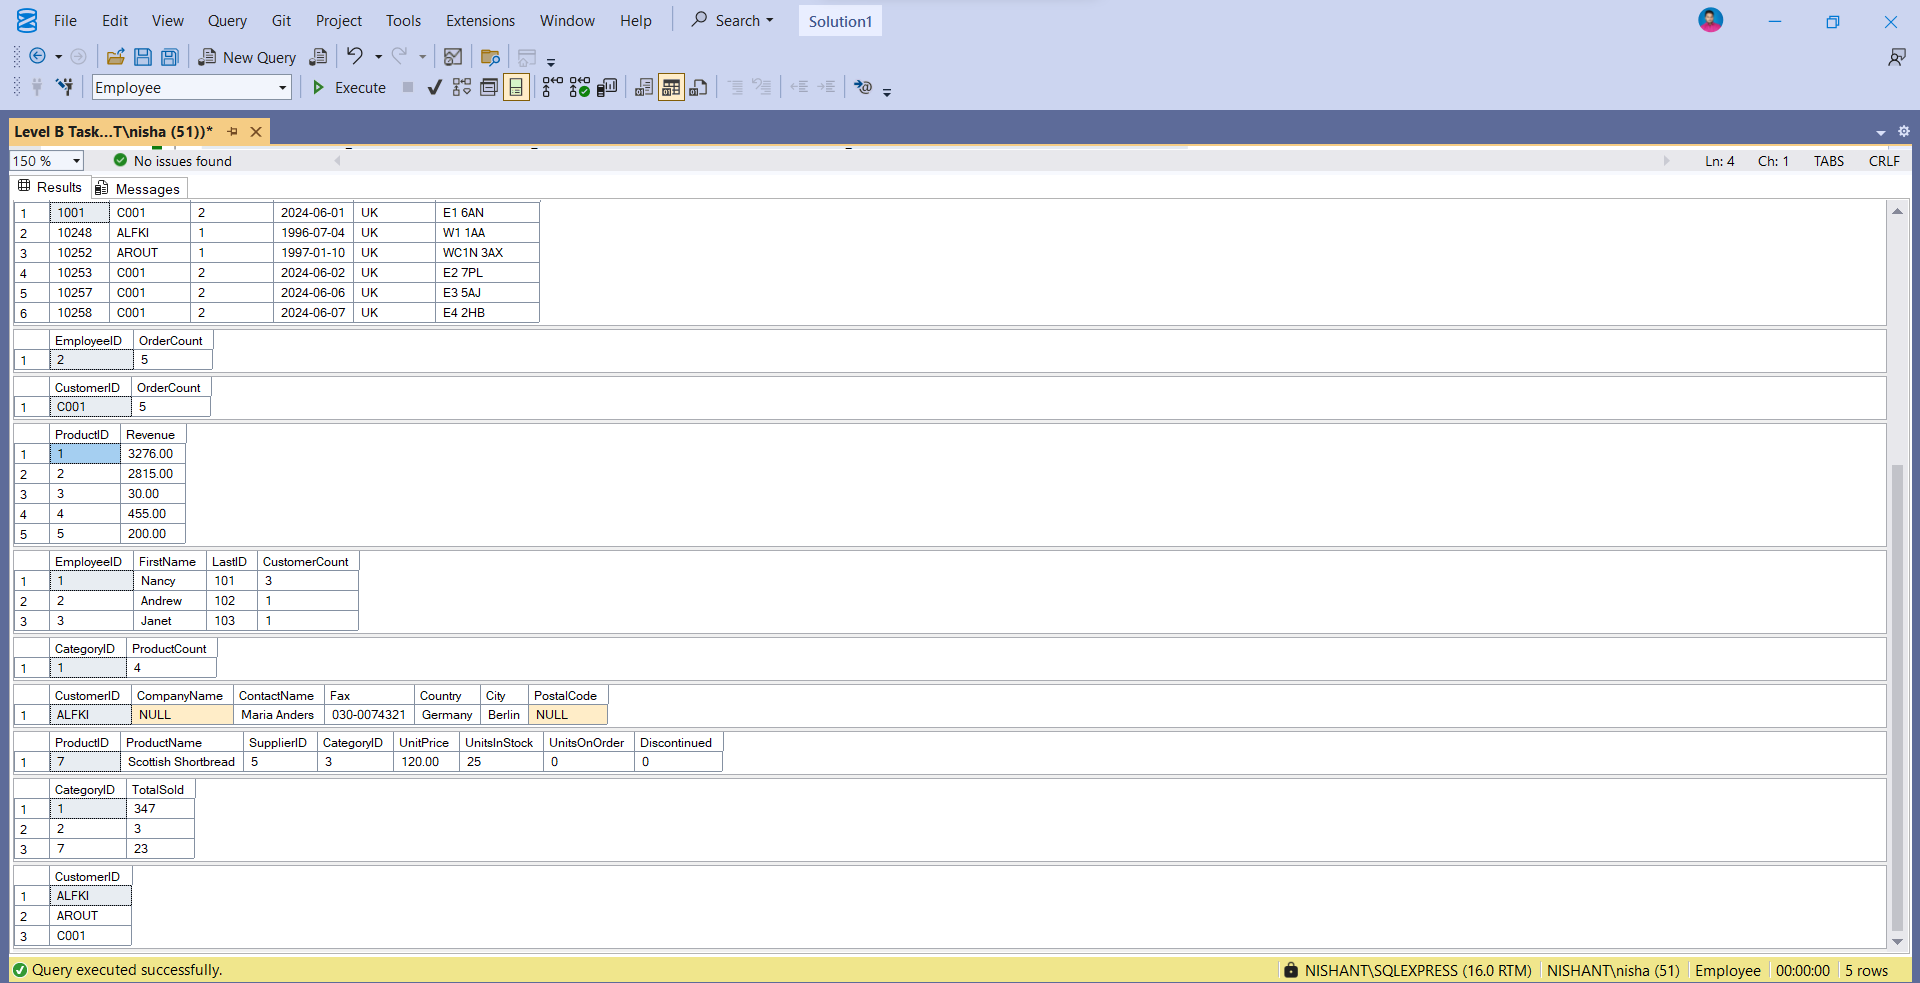 File Edit View Query Git Project Tools Extensions Window Help Search Solution1
New Query
Employee Execute
Level B Task...T\nisha (51))*
150 % No issues found Ln: 4 Ch: 1 TABS CRLF
Results Messages
1 1001 C001 2 2024-06-01 UK E1 6AN
2 10248 ALFKI 1 1996-07-04 UK W1 1AA
3 10252 AROUT 1 1997-01-10 UK WC1N 3AX
4 10253 C001 2 2024-06-02 UK E2 7PL
5 10257 C001 2 2024-06-06 UK E3 5AJ
6 10258 C001 2 2024-06-07 UK E4 2HB
EmployeeID OrderCount
1 2 5
CustomerID OrderCount
1 C001 5
ProductID Revenue
1 1 3276.00
2 2 2815.00
3 3 30.00
4 4 455.00
5 5 200.00
EmployeeID FirstName LastID CustomerCount
1 1 Nancy 101 3
2 2 Andrew 102 1
3 3 Janet 103 1
CategoryID ProductCount
1 1 4
CustomerID CompanyName ContactName Fax Country City PostalCode
1 ALFKI NULL Maria Anders 030-0074321 Germany Berlin NULL
ProductID ProductName SupplierID CategoryID UnitPrice UnitsInStock UnitsOnOrder Discontinued
1 7 Scottish Shortbread 5 3 120.00 25 0 0
CategoryID TotalSold
1 1 347
2 2 3
3 7 23
CustomerID
1 ALFKI
2 AROUT
3 C001
Query executed successfully. NISHANT\SQLEXPRESS (16.0 RTM) NISHANT\nisha (51) Employee 00:00:00 5 rows